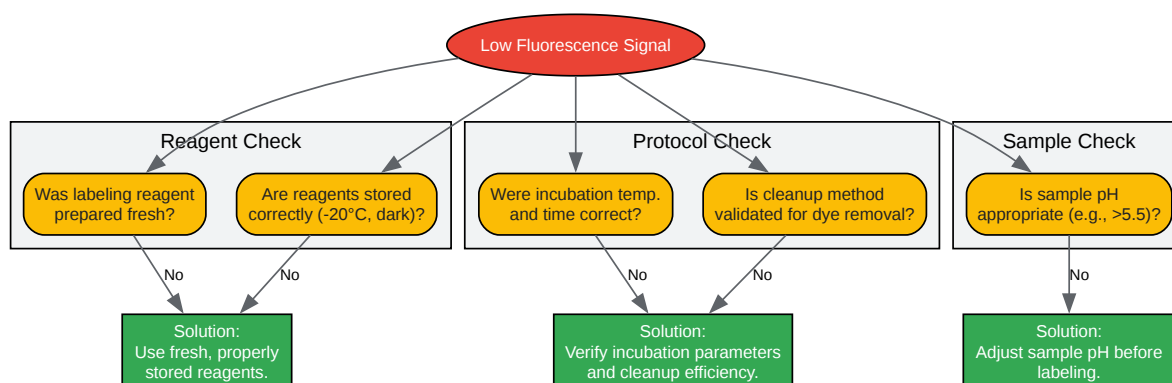 Low Fluorescence Signal
Reagent Check
Protocol Check
Sample Check
Was labeling reagent
prepared fresh?
Are reagents stored
correctly (-20°C, dark)?
Were incubation temp.
and time correct?
Is cleanup method
validated for dye removal?
Is sample pH
appropriate (e.g., >5.5)?
No
No
No
No
No
Solution:
Use fresh, properly
stored reagents.
Solution:
Verify incubation parameters
and cleanup efficiency.
Solution:
Adjust sample pH before
labeling.